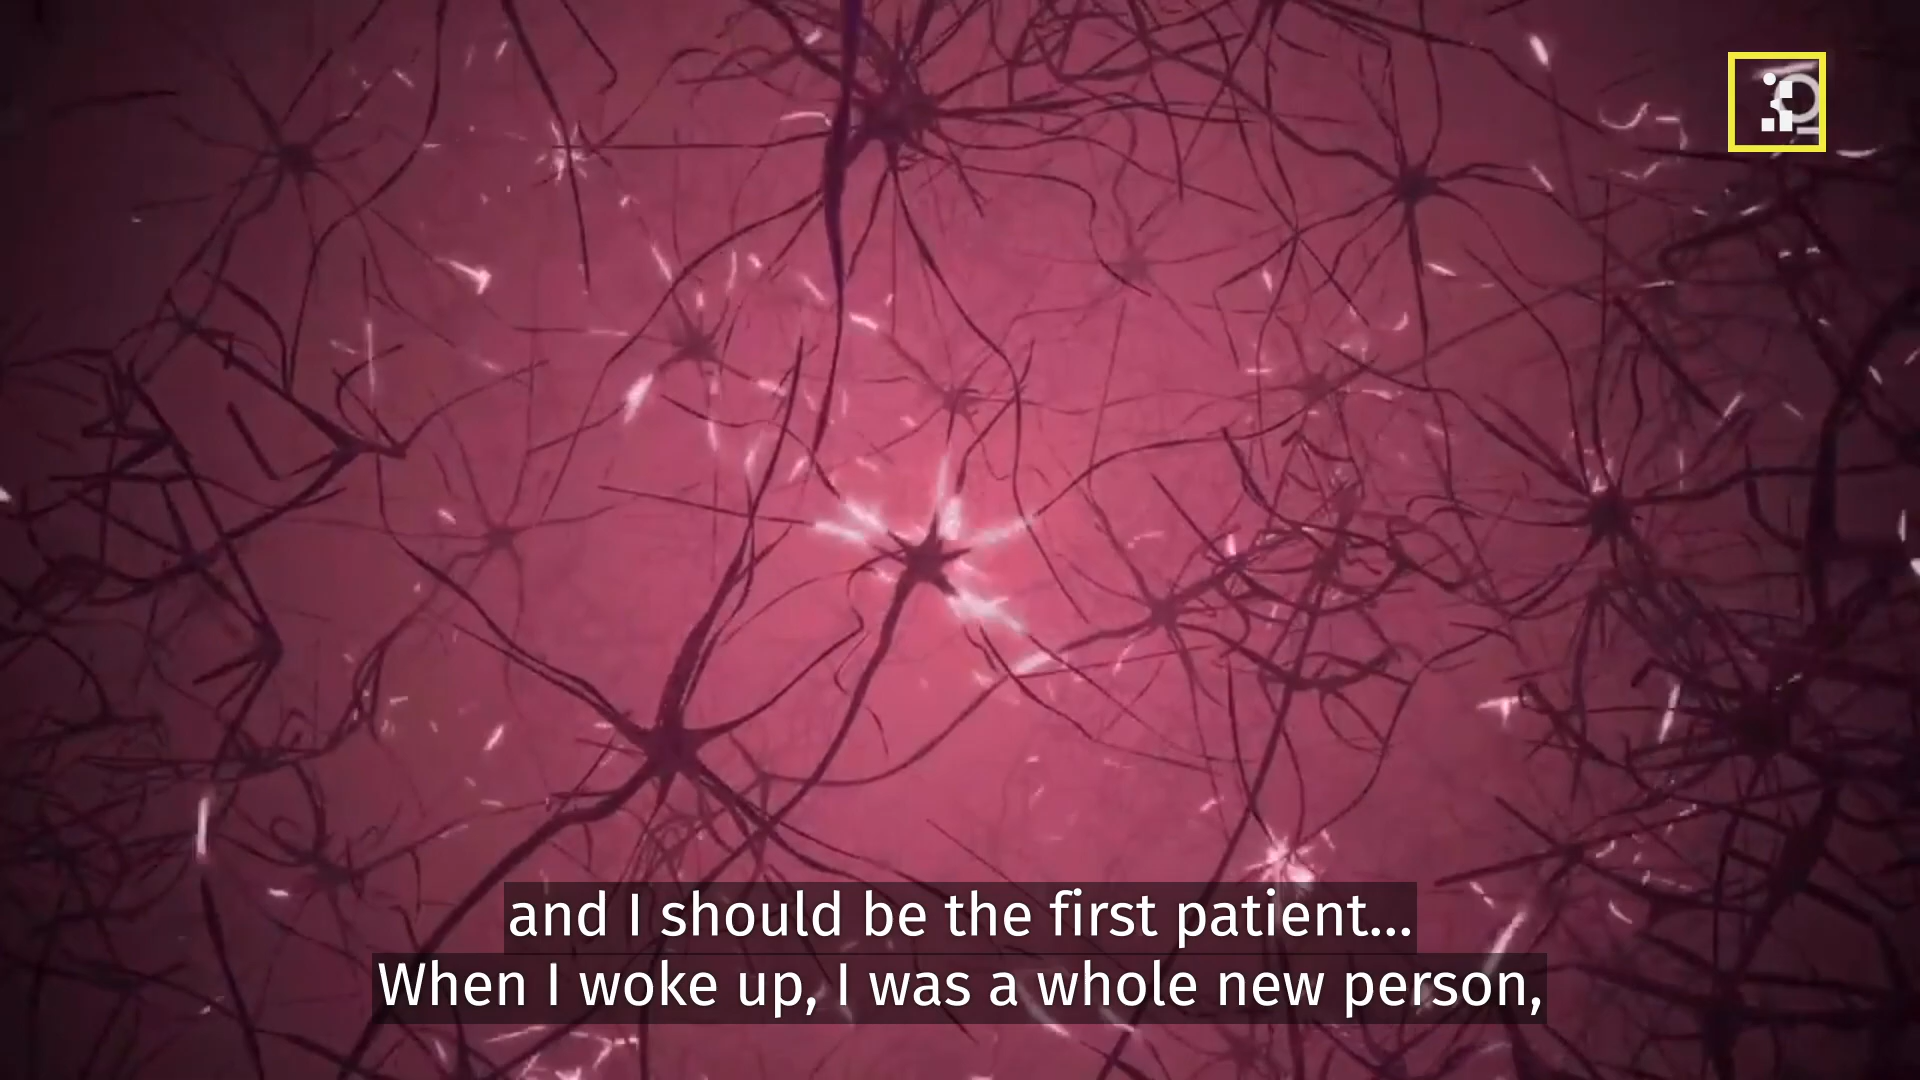 and I should be the first patient...
When I woke up, I was a whole new person,